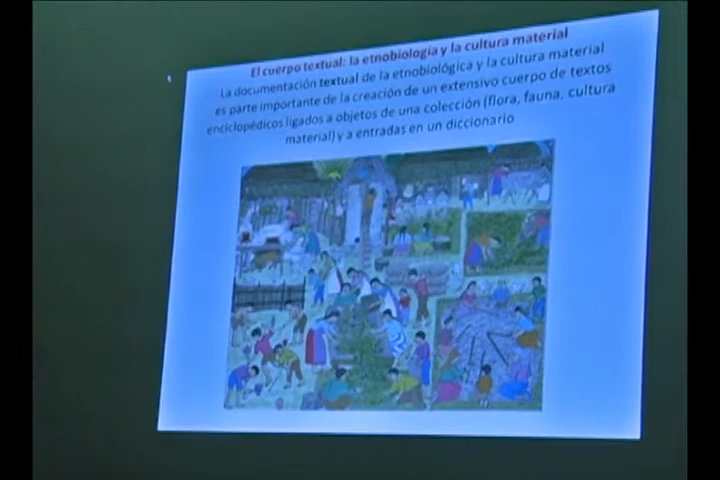 El cuerpo textual: la etnobiología y la cultura material
La documentación textual de la etnobiológica y la cultura material
es parte importante de la creación de un extensivo cuerpo de textos
enciclopédicos ligados a objetos de una colección (flora, fauna, cultura
material) y a entradas en un diccionario